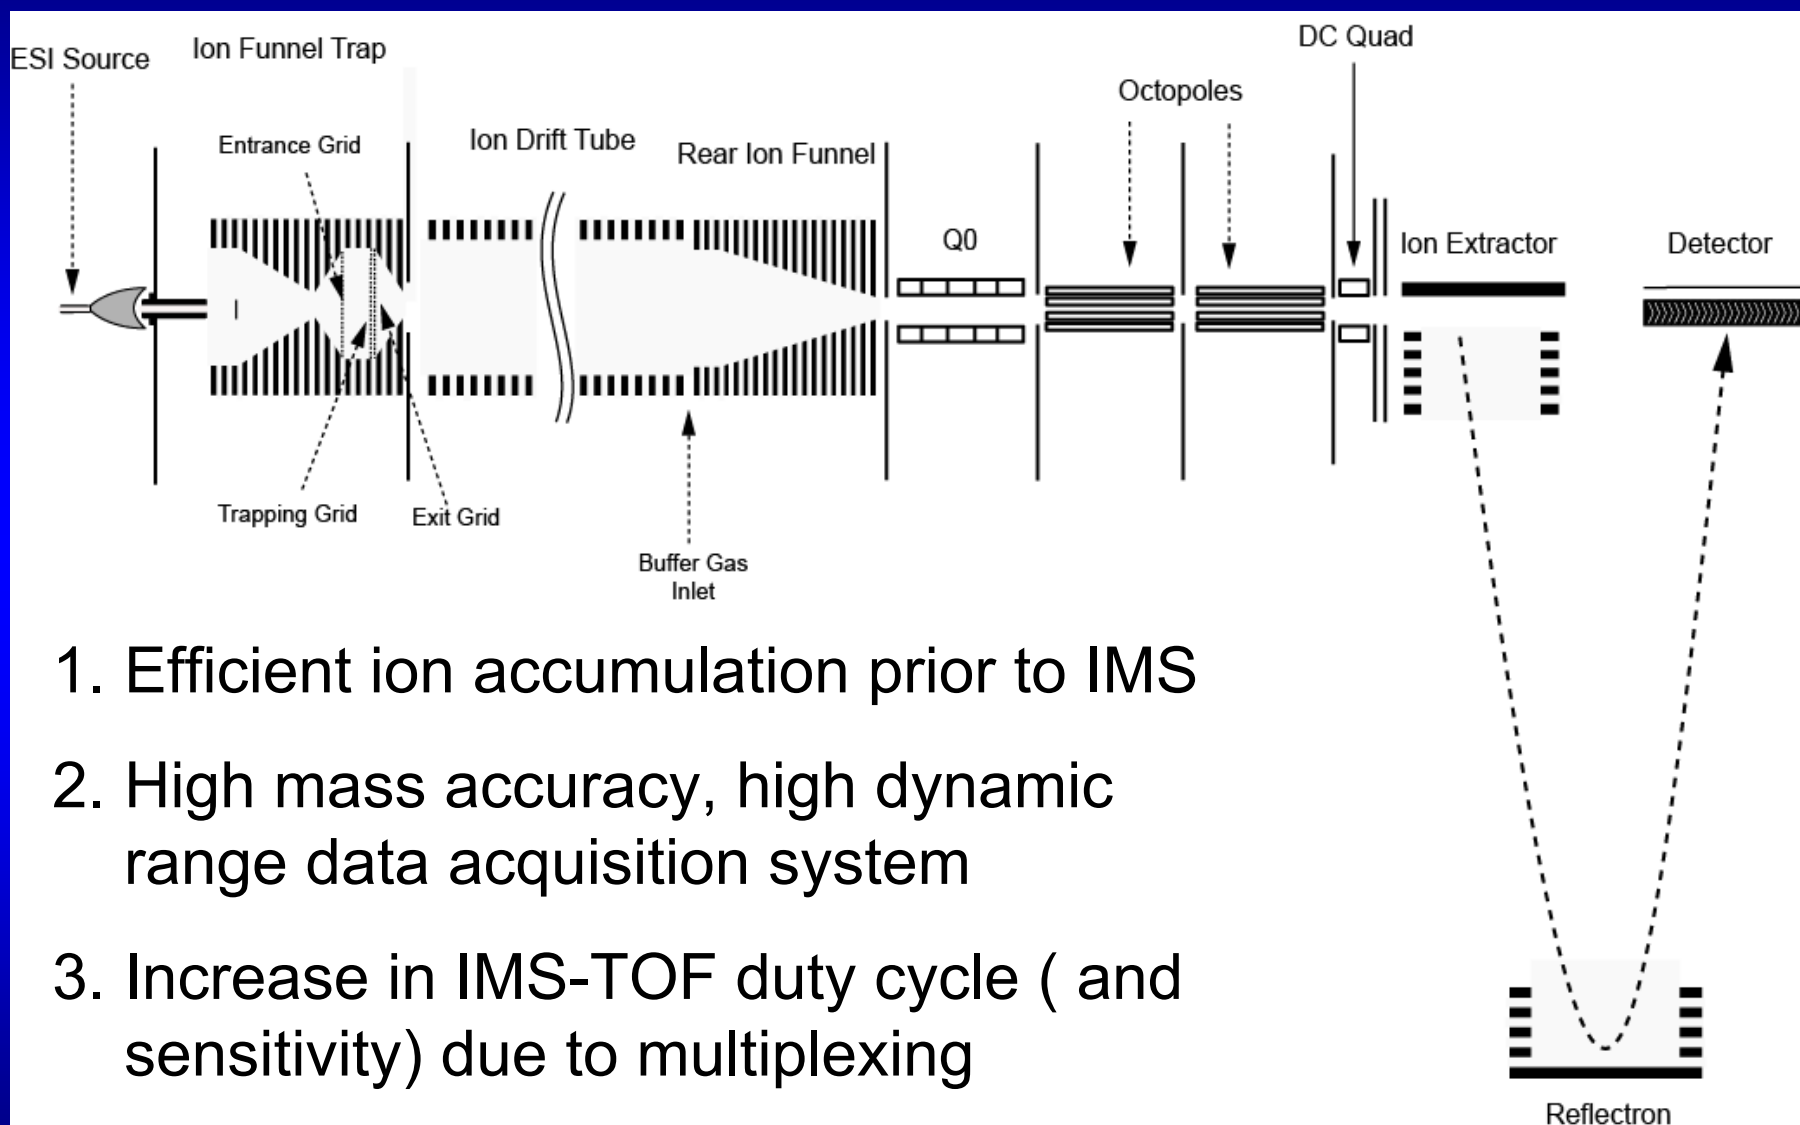 ESI Source
Ion Funnel Trap
DC Quad
Octopoles
Entrance Grid
Ion Drift Tube
Rear Ion Funnel
Q0
Ion Extractor
Detector
Trapping Grid
Exit Grid
Buffer Gas
Inlet
1. Efficient ion accumulation prior to IMS
2. High mass accuracy, high dynamic
range data acquisition system
3. Increase in IMS-TOF duty cycle ( and
sensitivity) due to multiplexing
Reflectron